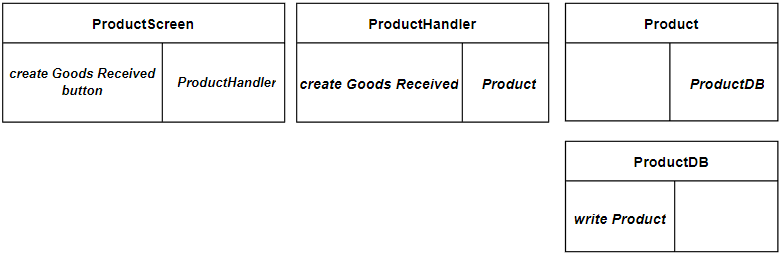 ProductScreen
create Goods Received
button
ProductHandler
ProductHandler
create Goods Received
Product
Product
ProductDB
ProductDB
write Product